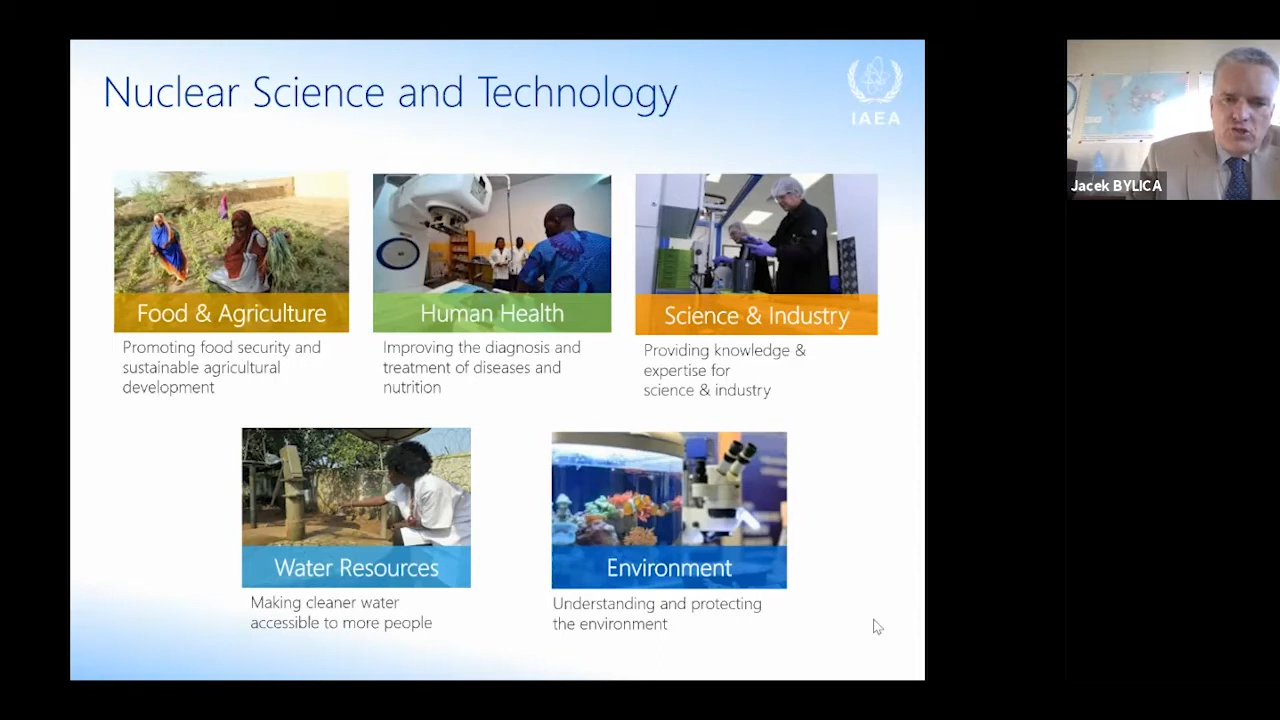 Nuclear Science and Technology
IAEA
Jacek BYLICA
Food & Agriculture
Promoting food security and
sustainable agricultural
development
Human Health
Improving the diagnosis and
treatment of diseases and
nutrition
Science & Industry
Providing knowledge &
expertise for
science & industry
Water Resources
Making cleaner water
accessible to more people
Environment
Understanding and protecting
the environment